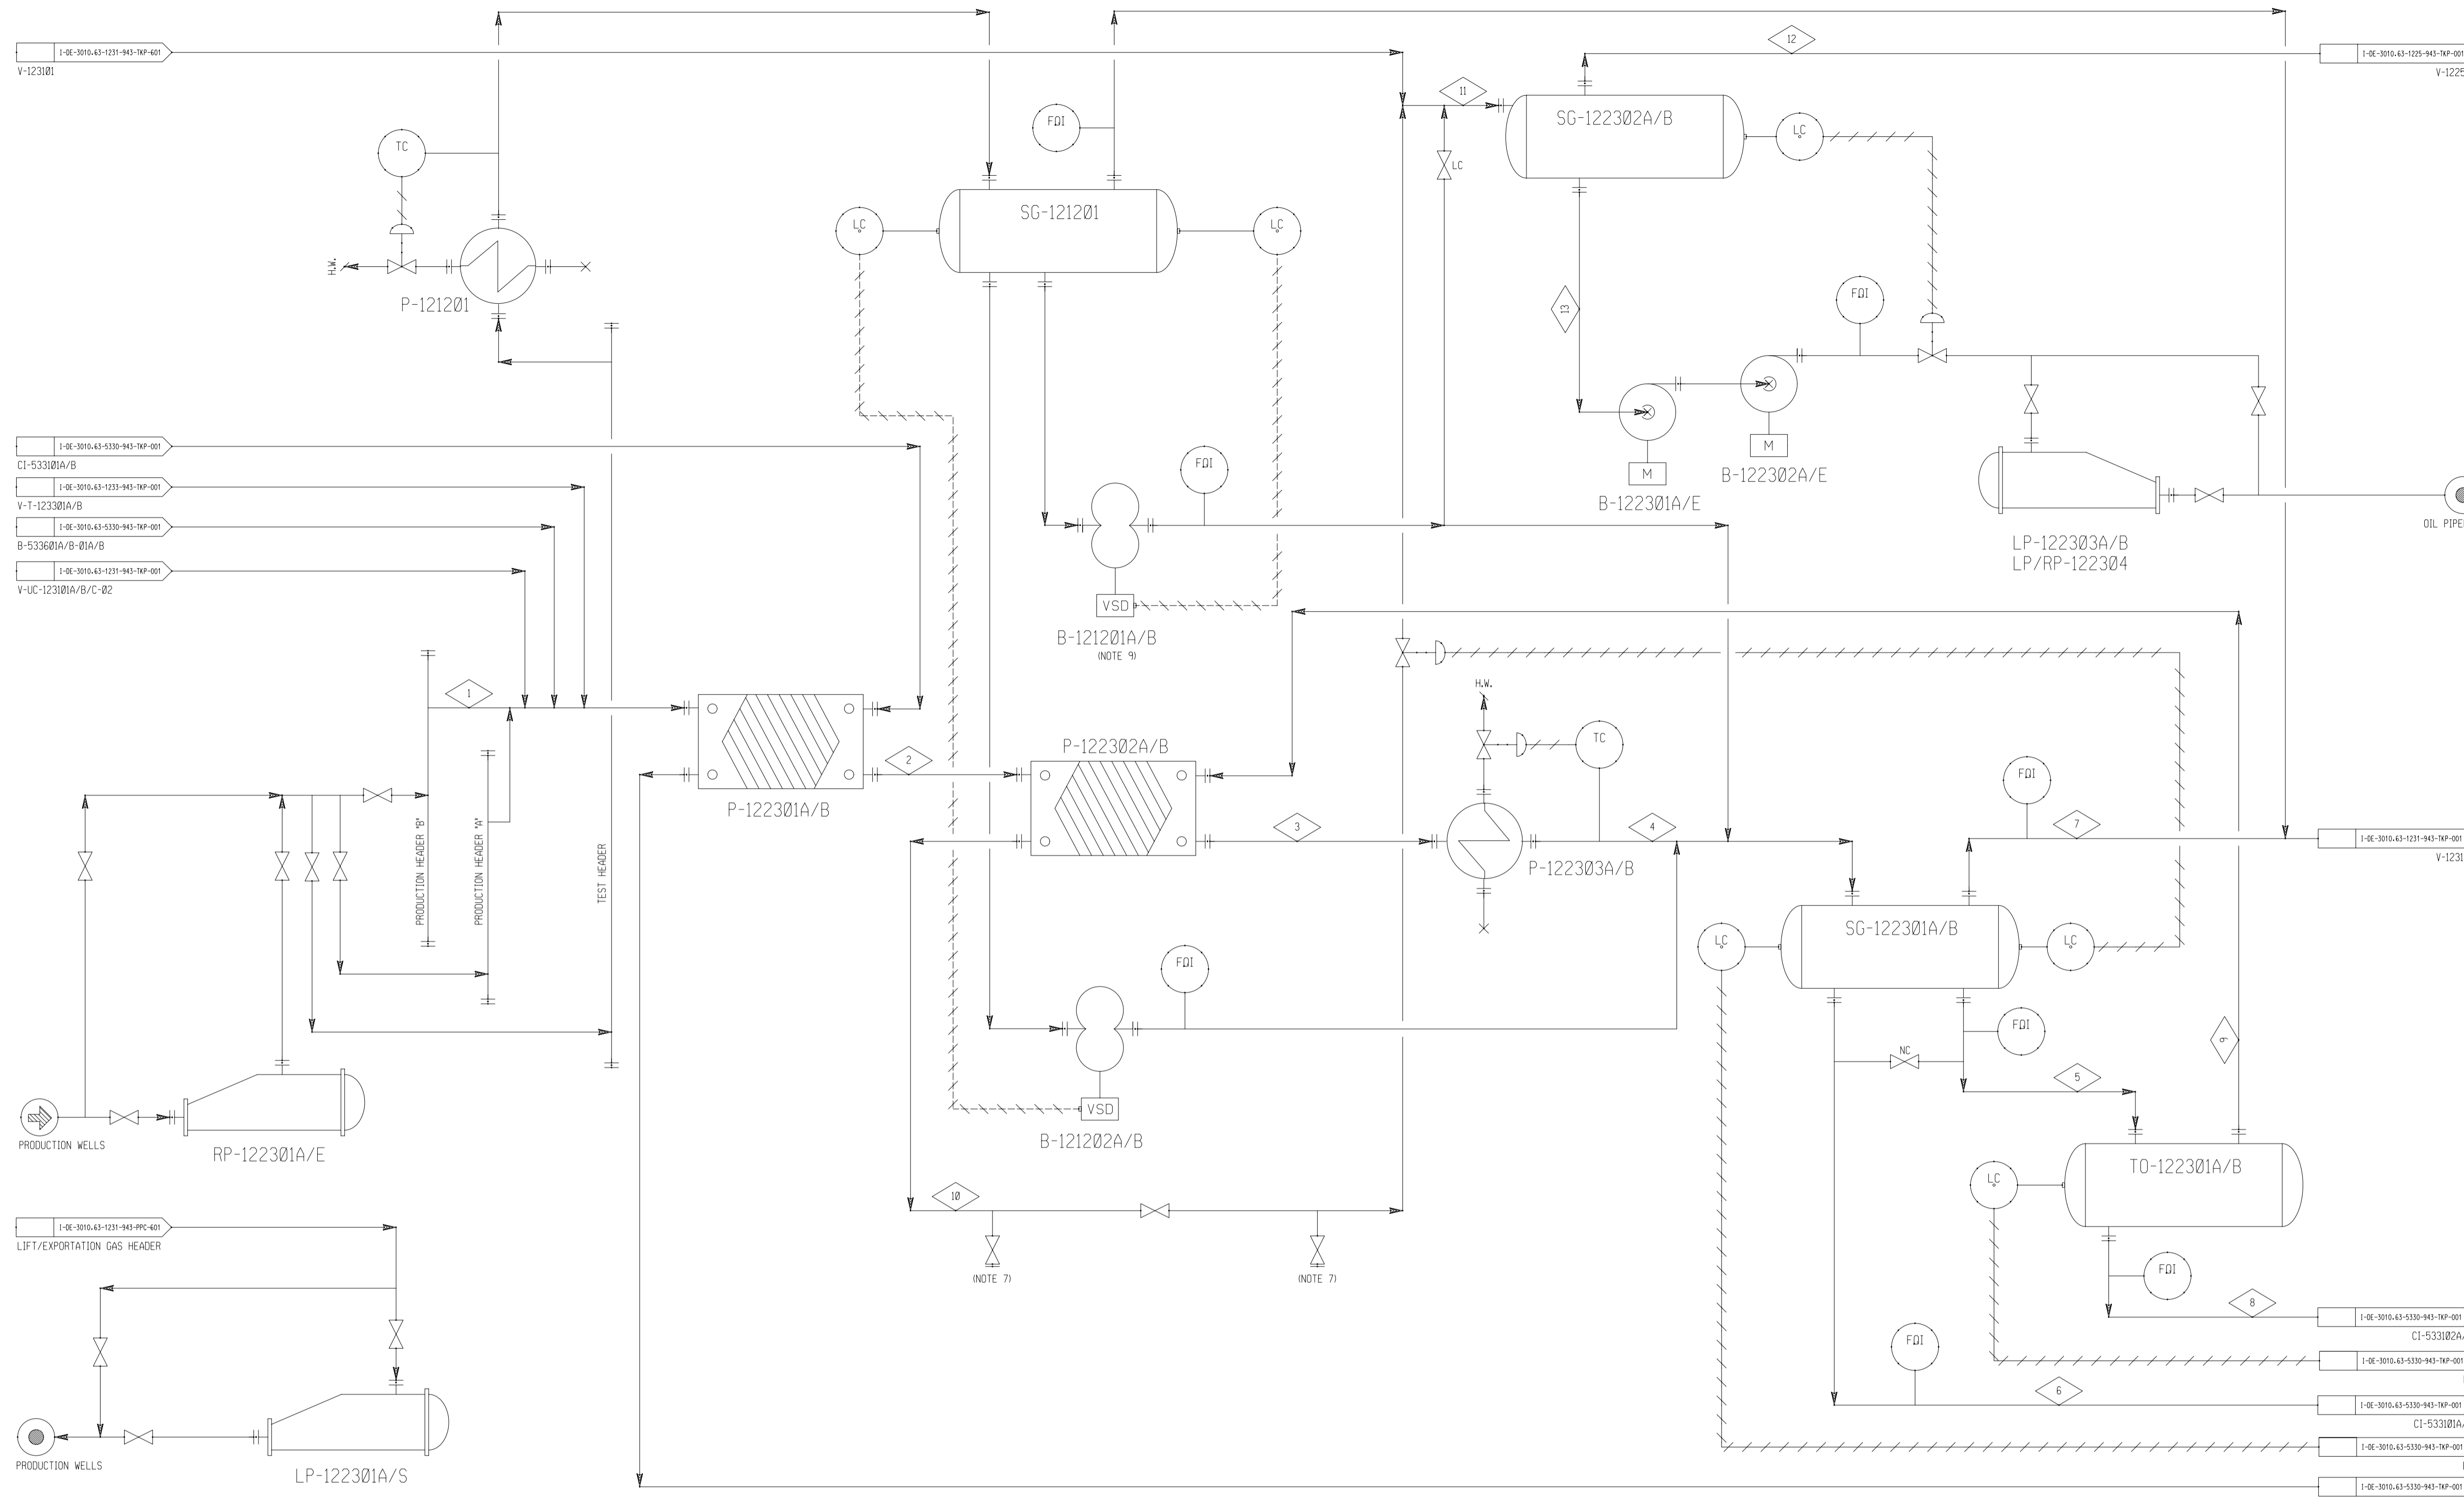 I-DE-3010.63-1231-943-TKP-601
V-123101
12
I-DE-3010.63-1225-943-TKP-001
V-1225
11
SG-122302A/B
LC
LC
TC
H.W.
P-121201
FQI
SG-121201
LC
LC
13
FQI
B-122301A/E
M
B-122302A/E
M
LP-122303A/B
LP/RP-122304
OIL PIPE
I-DE-3010.63-5330-943-TKP-001
CI-533101A/B
I-DE-3010.63-1233-943-TKP-001
V-T-123301A/B
I-DE-3010.63-5330-943-TKP-001
B-533601A/B-01A/B
I-DE-3010.63-1231-943-TKP-001
V-UC-123101A/B/C-02
FQI
VSD
B-121201A/B
(NOTE 9)
1
PRODUCTION HEADER "B"
PRODUCTION HEADER "A"
TEST HEADER
P-122301A/B
2
P-122302A/B
3
H.W.
TC
P-122303A/B
4
FQI
7
I-DE-3010.63-1231-943-TKP-001
V-1231
SG-122301A/B
LC
LC
FQI
NC
5
9
FQI
VSD
B-121202A/B
PRODUCTION WELLS
RP-122301A/E
10
(NOTE 7)
(NOTE 7)
TO-122301A/B
LC
FQI
8
I-DE-3010.63-5330-943-TKP-001
CI-533102A/
I-DE-3010.63-5330-943-TKP-001
FQI
6
I-DE-3010.63-5330-943-TKP-001
CI-533101A/
I-DE-3010.63-5330-943-TKP-001
I-DE-3010.63-5330-943-TKP-001
I-DE-3010.63-1231-943-PPC-601
LIFT/EXPORTATION GAS HEADER
PRODUCTION WELLS
LP-122301A/S